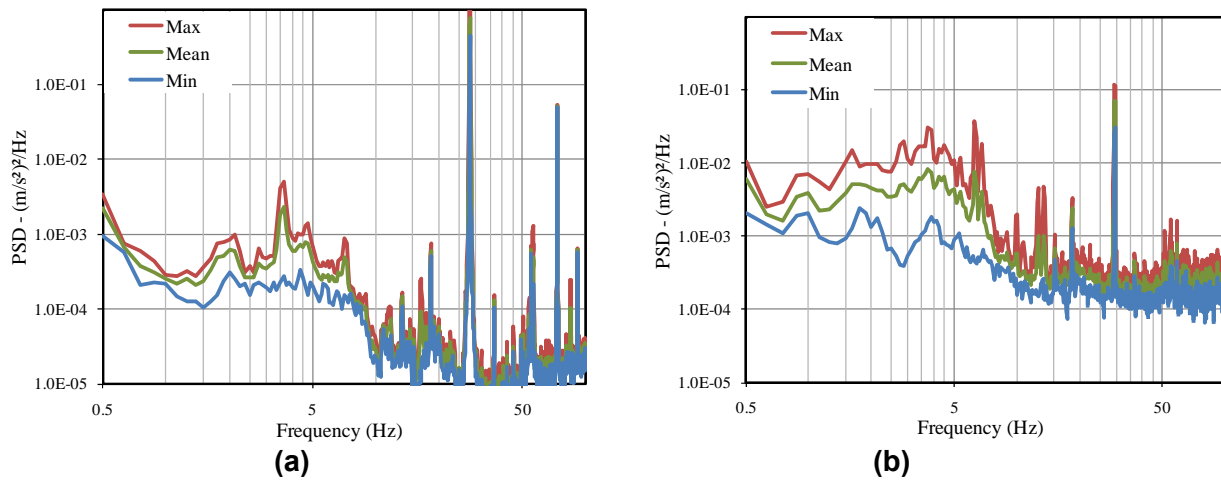 Max
Mean
Min
1.0E-01
1.0E-02
1.0E-03
1.0E-04
1.0E-05
PSD - (m/s²)²/Hz
0.5
5
50
Frequency (Hz)
(a)
Max
Mean
Min
1.0E-01
1.0E-02
1.0E-03
1.0E-04
1.0E-05
PSD - (m/s²)²/Hz
0.5
5
50
Frequency (Hz)
(b)